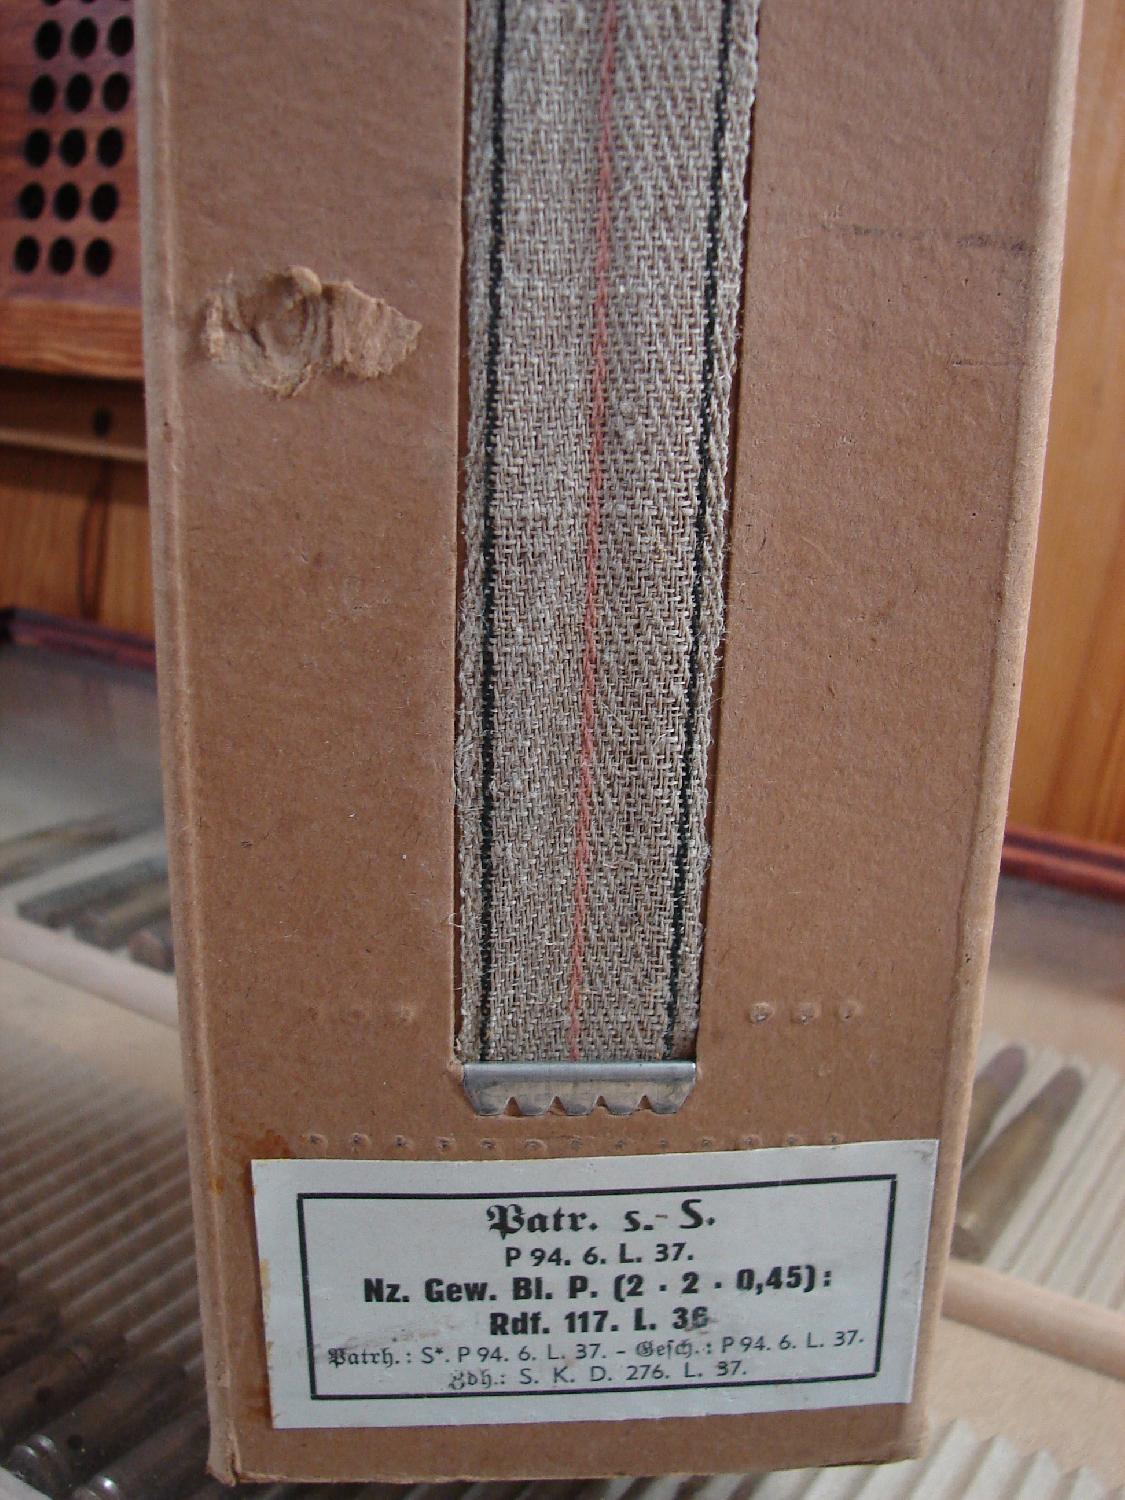 Patr. s. S.
P 94. 6. L. 37.
Nz. Gew. Bl. P. (2 · 2 · 0,45):
Rdf. 117. L. 36
Patrh.: S*. P 94. 6. L. 37. - Gesch.: P 94. 6. L. 37.
Zdh.: S. K. D. 276. L. 37.